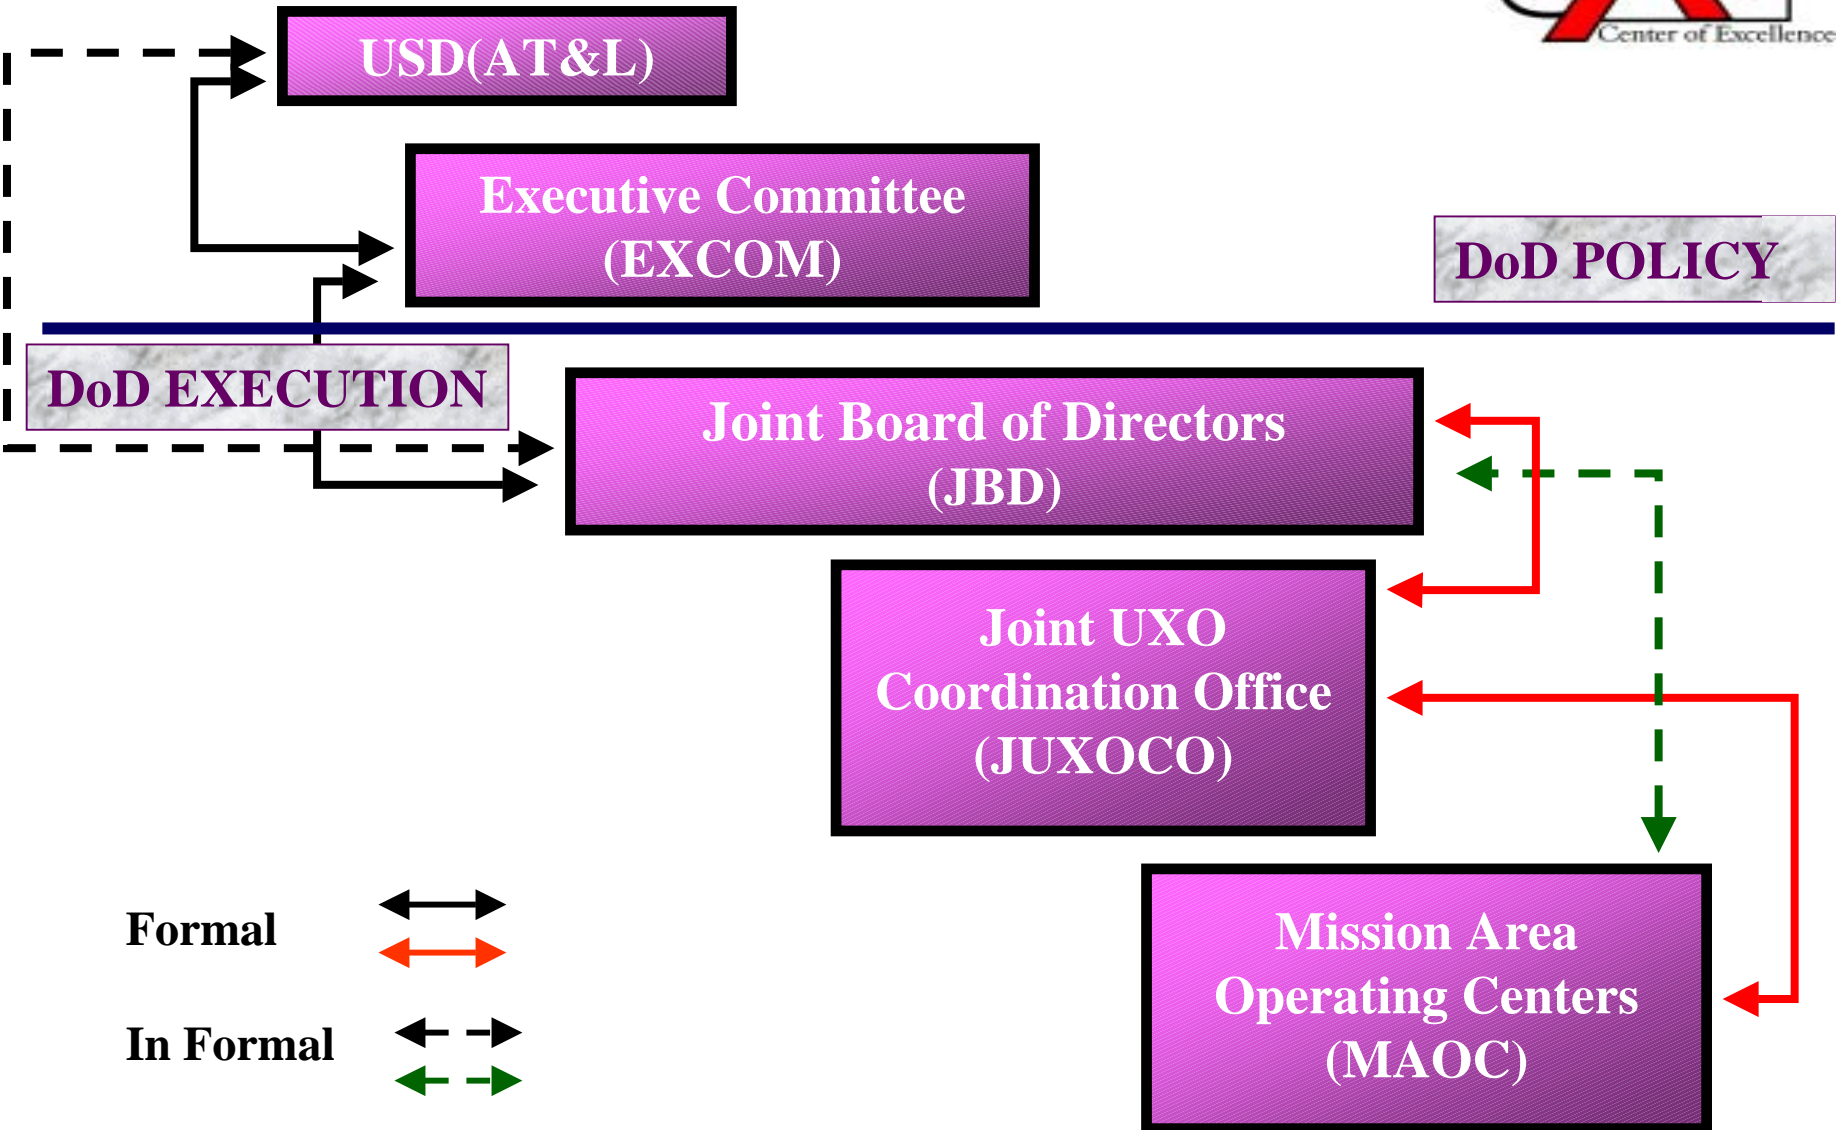 Center of Excellence
USD(AT&L)
Executive Committee
(EXCOM)
DoD POLICY
DoD EXECUTION
Joint Board of Directors
(JBD)
Joint UXO
Coordination Office
(JUXOCO)
Mission Area
Operating Centers
(MAOC)
Formal
In Formal